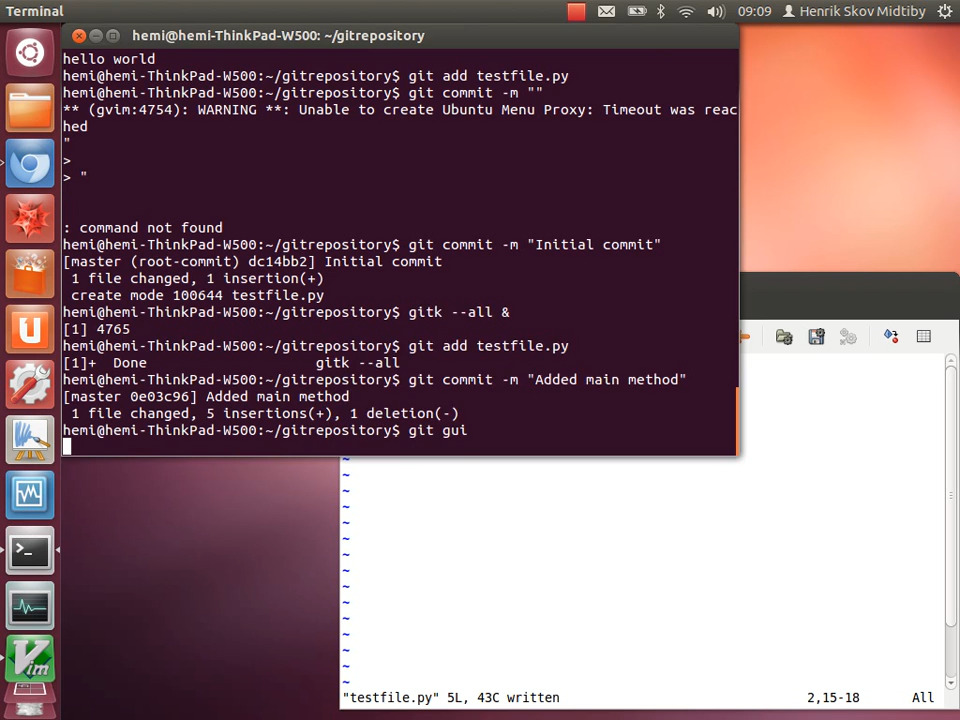 Terminal
09:09
Henrik Skov Midtiby
hemi@hemi-ThinkPad-W500: ~/gitrepository
hello world
hemi@hemi-ThinkPad-W500:~/gitrepository$ git add testfile.py
hemi@hemi-ThinkPad-W500:~/gitrepository$ git commit -m ""
** (gvim:4754): WARNING **: Unable to create Ubuntu Menu Proxy: Timeout was reac
hed
"
>
> "
: command not found
hemi@hemi-ThinkPad-W500:~/gitrepository$ git commit -m "Initial commit"
[master (root-commit) dc14bb2] Initial commit
1 file changed, 1 insertion(+)
create mode 100644 testfile.py
hemi@hemi-ThinkPad-W500:~/gitrepository$ gitk --all &
[1] 4765
hemi@hemi-ThinkPad-W500:~/gitrepository$ git add testfile.py
[1]+  Done                    gitk --all
hemi@hemi-ThinkPad-W500:~/gitrepository$ git commit -m "Added main method"
[master 0e03c96] Added main method
1 file changed, 5 insertions(+), 1 deletion(-)
hemi@hemi-ThinkPad-W500:~/gitrepository$ git gui
~
~
~
~
~
~
~
~
~
~
~
~
~
~
"testfile.py" 5L, 43C written 2,15-18 All
U
>_
Vim